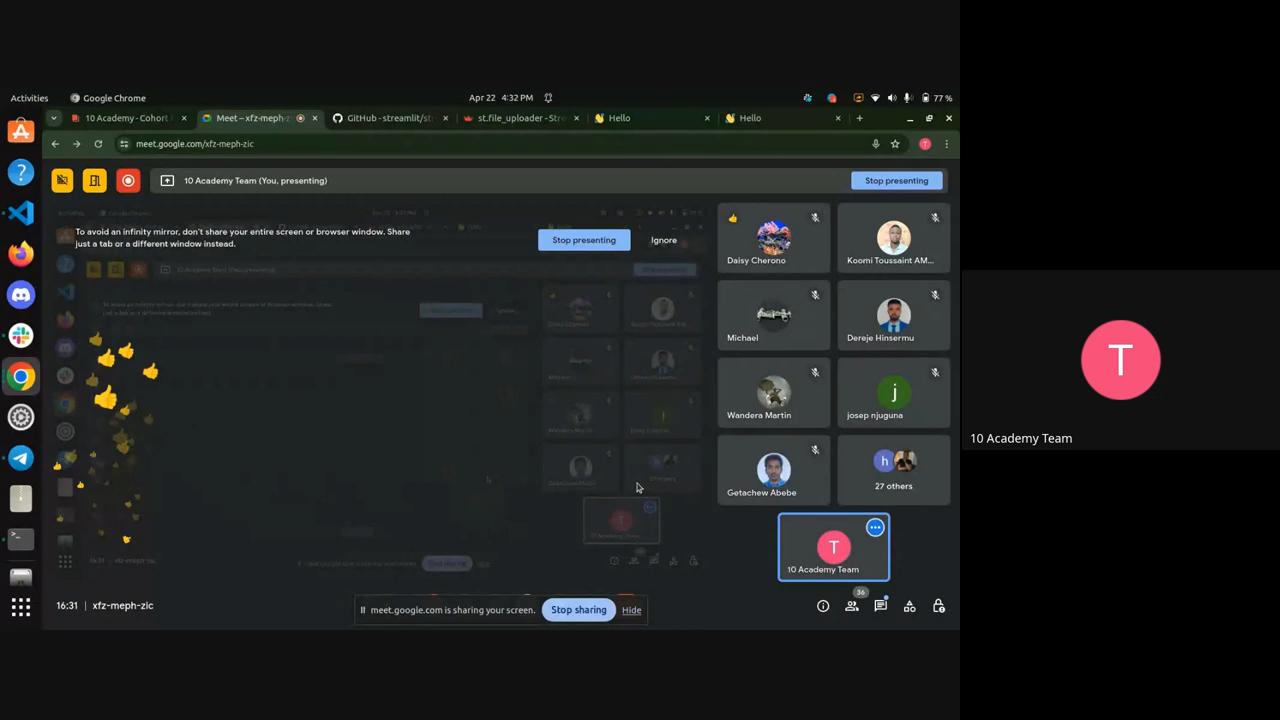 Activities
Google Chrome
Apr 22 4:32 PM
77 %
10 Academy - Cohort
Meet – xfz-meph-z
GitHub - streamlit/str
st.file_uploader - Stre
Hello
Hello
meet.google.com/xfz-meph-zic
10 Academy Team (You, presenting)
Stop presenting
To avoid an infinity mirror, don't share your entire screen or browser window. Share
just a tab or a different window instead.
Stop presenting
Ignore
Daisy Cherono
Koomi Toussaint AM...
Michael
Dereje Hinsermu
Wandera Martin
j
josep njuguna
Getachew Abebe
h
27 others
T
10 Academy Team
T
10 Academy Team
16:31 | xfz-meph-zic
meet.google.com is sharing your screen.
Stop sharing
Hide
36